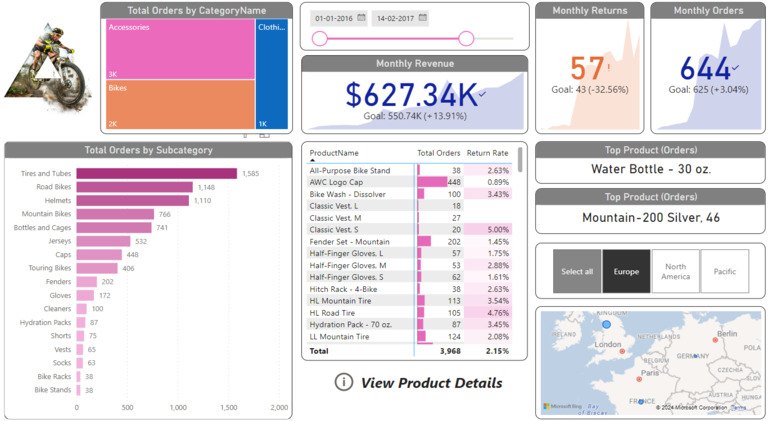 Total Orders by CategoryName
Accessories
3K
Bikes
2K
Clothi...
1K
01-01-2016
14-02-2017
Monthly Revenue
$627.34K
Goal: 550.74K (+13.91%)
Monthly Returns
57!
Goal: 43 (-32.56%)
Monthly Orders
644
Goal: 625 (+3.04%)
Total Orders by Subcategory
Tires and Tubes 1,585
Road Bikes 1,148
Helmets 1,110
Mountain Bikes 766
Bottles and Cages 741
Jerseys 532
Caps 448
Touring Bikes 406
Fenders 202
Gloves 172
Cleaners 100
Hydration Packs 87
Shorts 75
Vests 65
Socks 63
Bike Racks 38
Bike Stands 38
0 500 1,000 1,500 2,000
ProductName Total Orders Return Rate
All-Purpose Bike Stand 38 2.63%
AWC Logo Cap 448 0.89%
Bike Wash - Dissolver 100 3.43%
Classic Vest, L 18
Classic Vest, M 27
Classic Vest, S 20 5.00%
Fender Set - Mountain 202 1.45%
Half-Finger Gloves, L 57 1.75%
Half-Finger Gloves, M 53 2.88%
Half-Finger Gloves, S 62 1.61%
Hitch Rack - 4-Bike 38 2.63%
HL Mountain Tire 113 3.54%
HL Road Tire 105 4.76%
Hydration Pack - 70 oz. 87 3.45%
LL Mountain Tire 124 2.08%
Total 3,968 2.15%
View Product Details
Top Product (Orders)
Water Bottle - 30 oz.
Top Product (Orders)
Mountain-200 Silver, 46
Select all
Europe
North
America
Pacific
KINGDOM
IRELAND
NETHERLANDS
Berlin
London
POLA
BELGIUM
GERMANY
Paris
CZECHIA
SLOV
AUSTRIA
FRANCE
HUNGA
CROATIA
Microsoft Bing
Bay
of
© 2024 Microsoft Corporation Terms